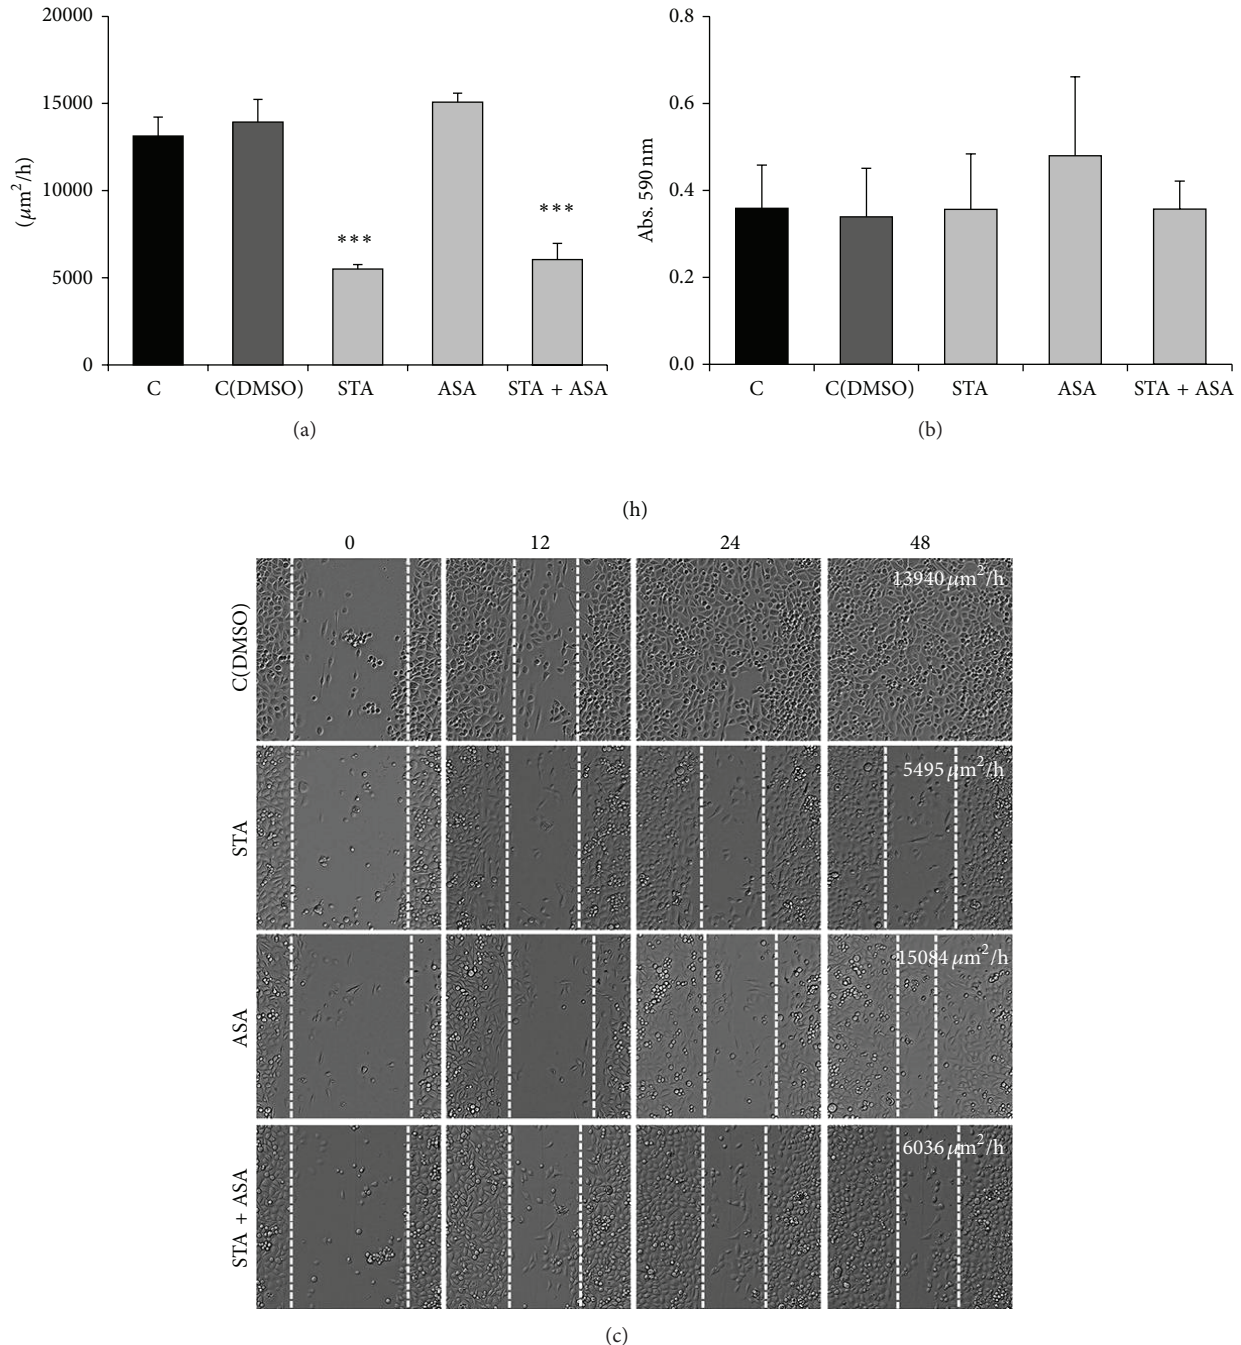 20000
15000
10000
5000
0
(μm²/h)
***
***
C C(DMSO) STA ASA STA + ASA
(a)
0.8
0.6
0.4
0.2
0.0
Abs. 590 nm
C C(DMSO) STA ASA STA + ASA
(b)
(h)
0 12 24 48
C(DMSO)
13940 μm²/h
STA
5495 μm²/h
ASA
15084 μm²/h
STA + ASA
6036 μm²/h
(c)